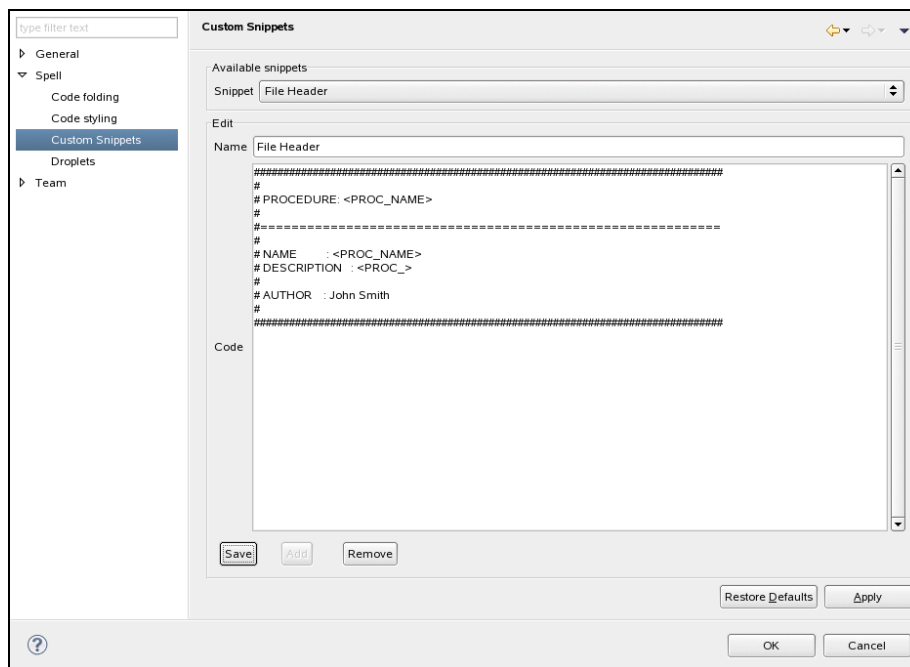 type filter text
General
Spell
Code folding
Code styling
Custom Snippets
Droplets
Team
Custom Snippets
Available snippets
Snippet File Header
Edit
Name File Header
Code
################################################################################
#
# PROCEDURE: <PROC_NAME>
#
#===========================================================
#
# NAME : <PROC_NAME>
# DESCRIPTION : <PROC_>
#
# AUTHOR : John Smith
#
################################################################################
Save Add Remove
Restore Defaults Apply
? OK Cancel